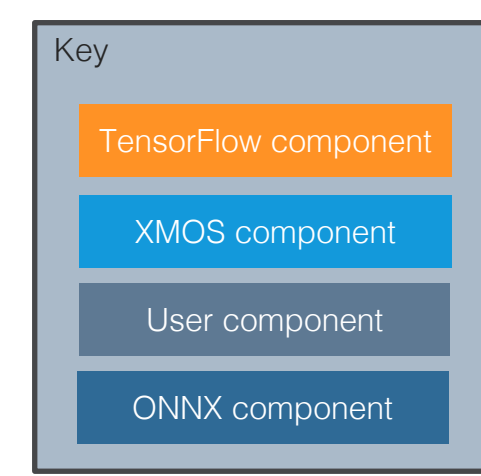 Key
TensorFlow component
XMOS component
User component
ONNX component